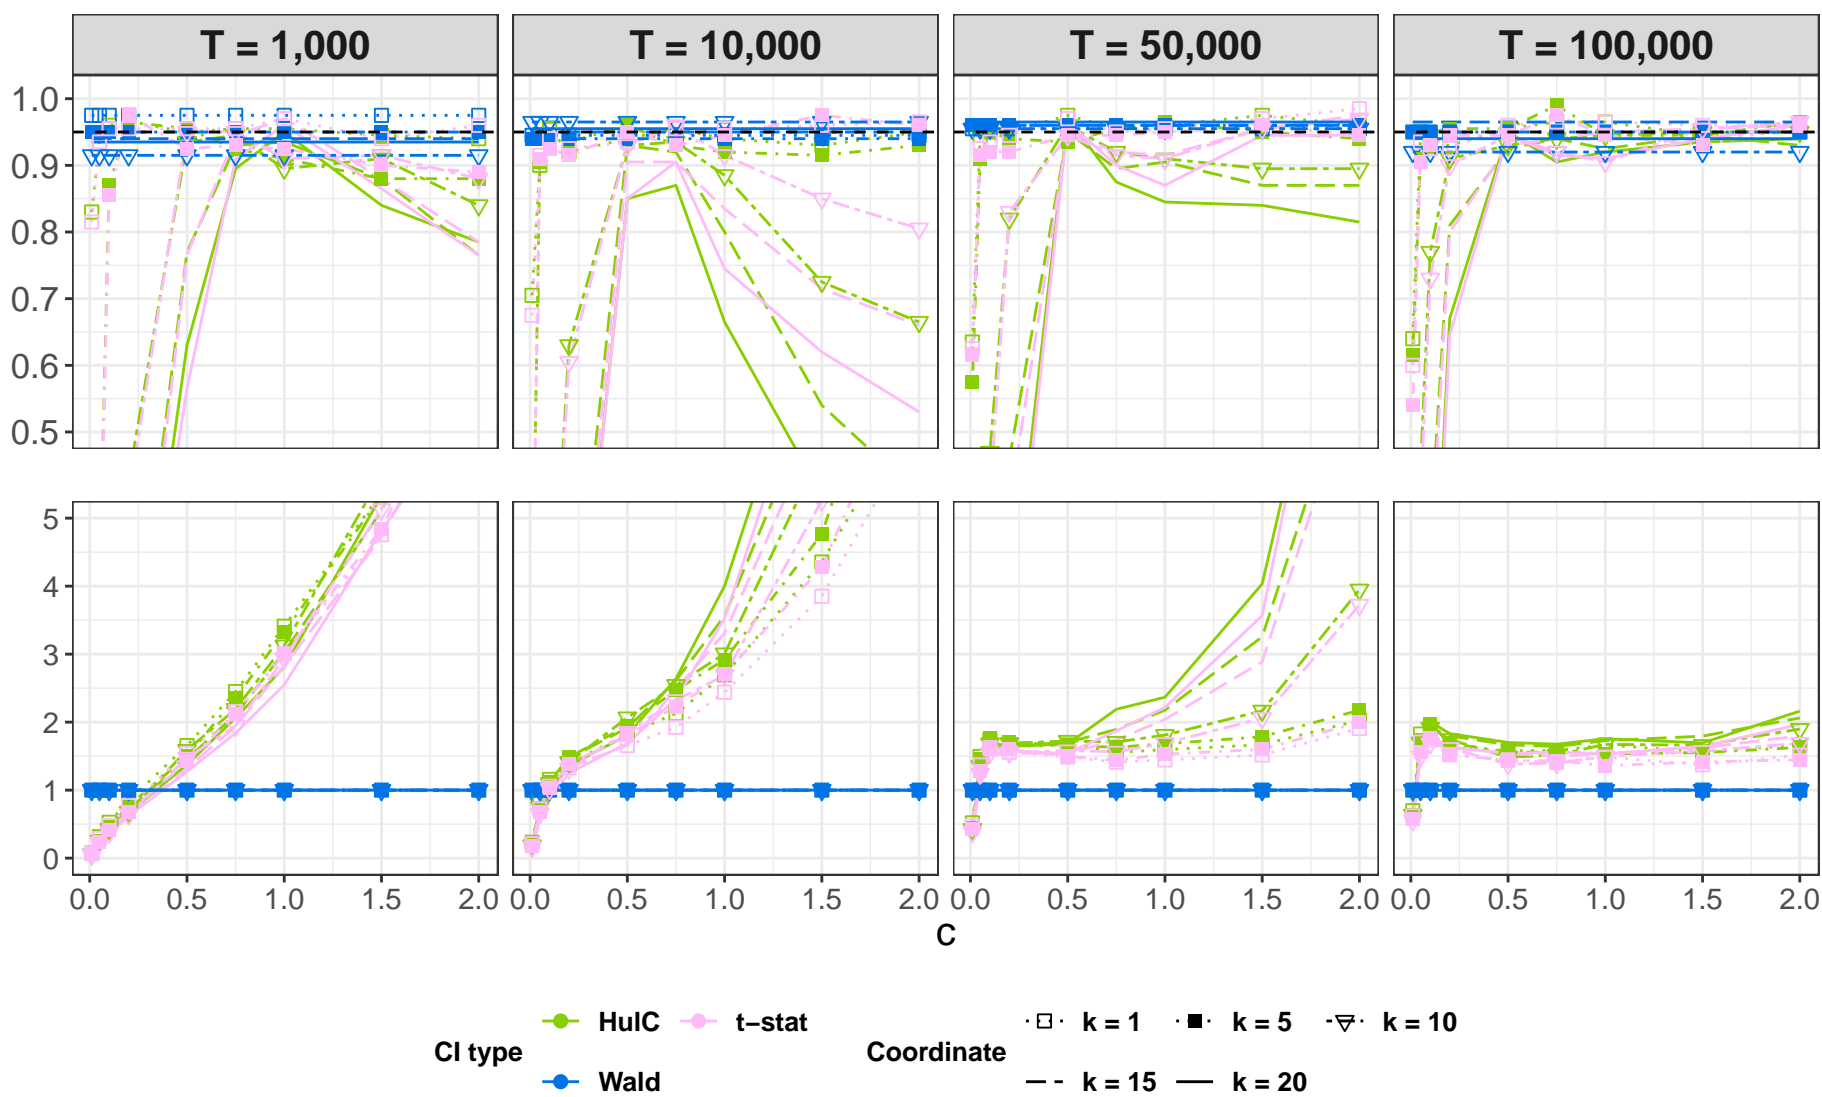 T = 1,000 T = 10,000 T = 50,000 T = 100,000
1.0
0.9
0.8
0.7
0.6
0.5
5
4
3
2
1
0
0.0 0.5 1.0 1.5 2.0 0.0 0.5 1.0 1.5 2.0 0.0 0.5 1.0 1.5 2.0 0.0 0.5 1.0 1.5 2.0
c
CI type HulC t−stat Wald
Coordinate k = 1 k = 5 k = 10
k = 15 k = 20